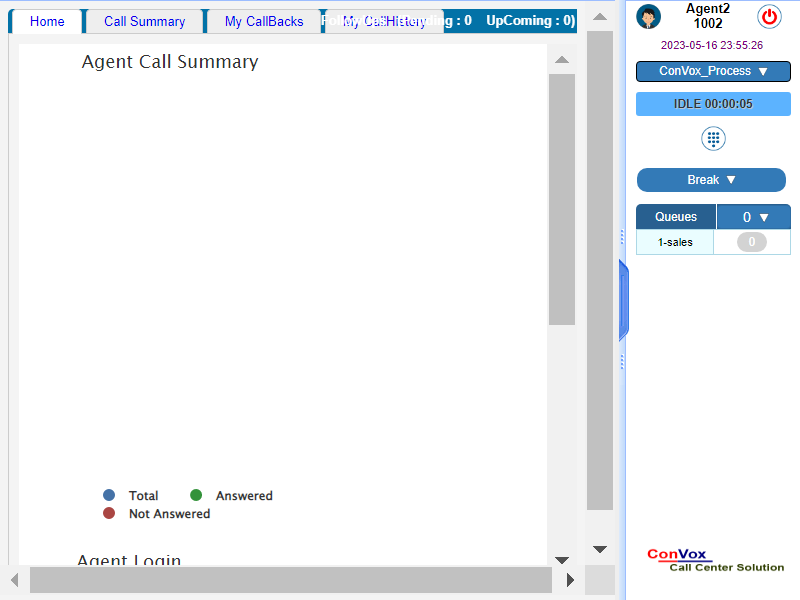 Home
Call Summary
My CallBacks
My CallHistory
: 0 UpComing : 0)
Agent Call Summary
Total
Answered
Not Answered
Agent Login
Agent2
1002
2023-05-16 23:55:26
ConVox_Process
IDLE 00:00:05
Break
Queues
0
1-sales
0
ConVox
Call Center Solution